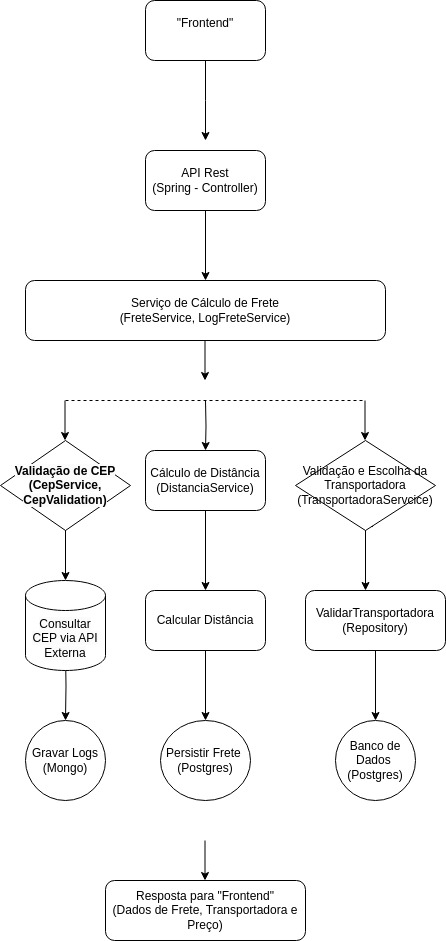 "Frontend"
API Rest
(Spring - Controller)
Serviço de Cálculo de Frete
(FreteService, LogFreteService)
Validação de CEP
(CepService,
CepValidation)
Cálculo de Distância
(DistanciaService)
Validação e Escolha da
Transportadora
(TransportadoraServcice)
Consultar
CEP via API
Externa
Calcular Distância
ValidarTransportadora
(Repository)
Gravar Logs
(Mongo)
Persistir Frete
(Postgres)
Banco de
Dados
(Postgres)
Resposta para "Frontend"
(Dados de Frete, Transportadora e
Preço)